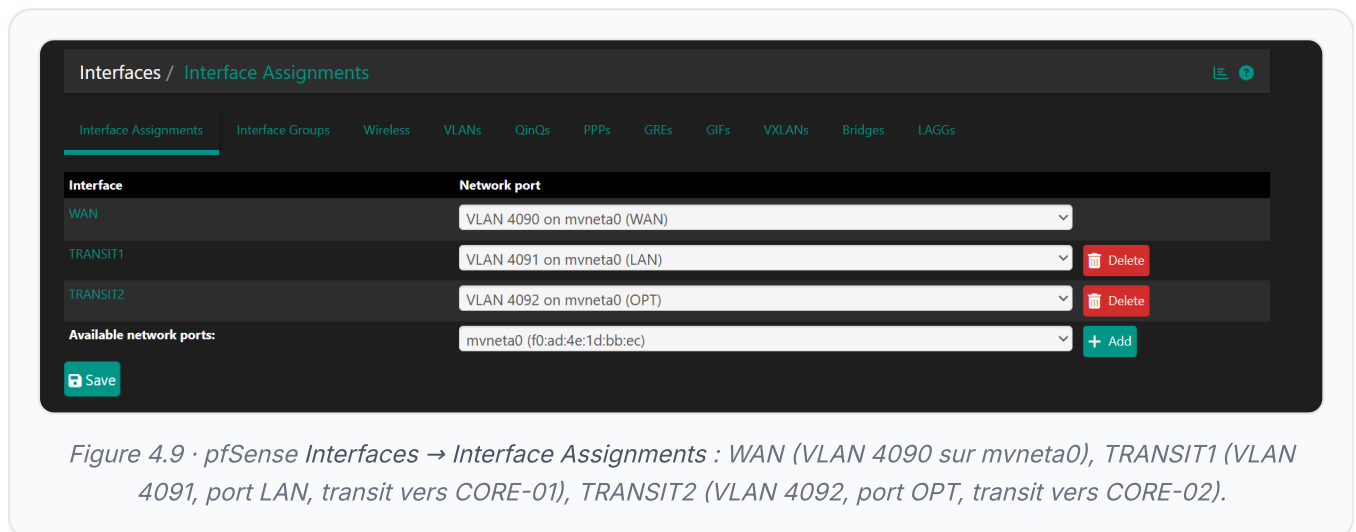 Interfaces / Interface Assignments
Interface Assignments Interface Groups Wireless VLANs QinQs PPPs GREs GIFs VXLANs Bridges LAGGs
Interface Network port
WAN VLAN 4090 on mvneta0 (WAN)
TRANSIT1 VLAN 4091 on mvneta0 (LAN) Delete
TRANSIT2 VLAN 4092 on mvneta0 (OPT) Delete
Available network ports: mvneta0 (f0:ad:4e:1d:bb:ec) + Add
Save
Figure 4.9 · pfSense Interfaces → Interface Assignments : WAN (VLAN 4090 sur mvneta0), TRANSIT1 (VLAN
4091, port LAN, transit vers CORE-01), TRANSIT2 (VLAN 4092, port OPT, transit vers CORE-02).